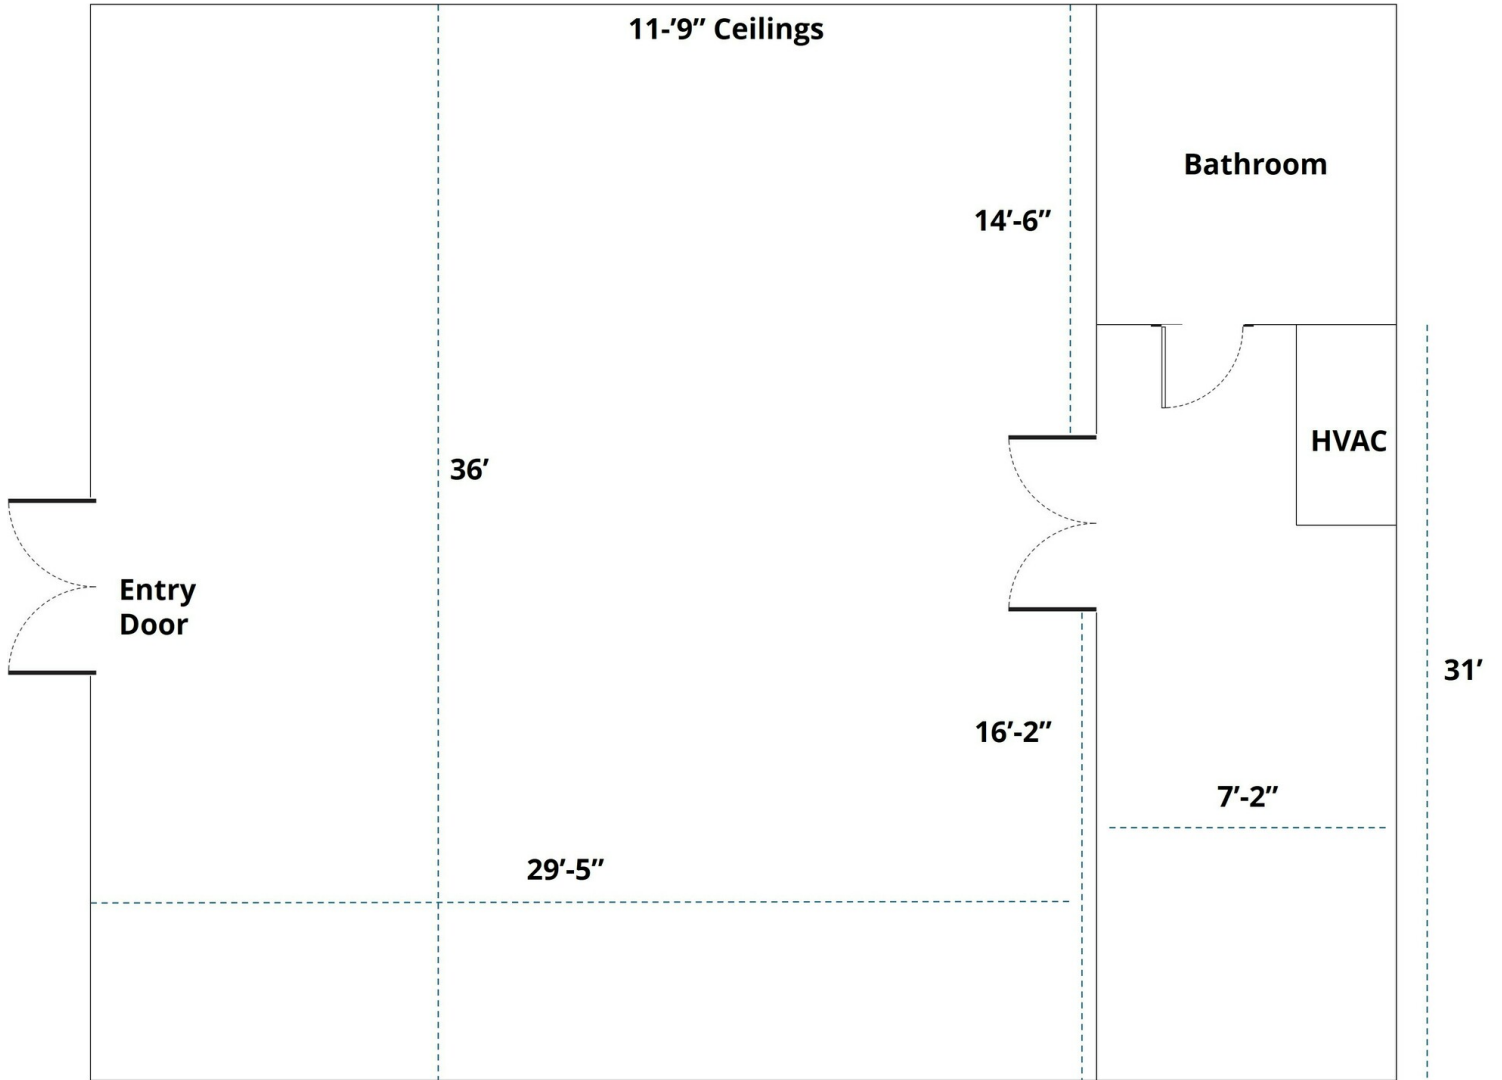 11-’9” Ceilings
Bathroom
14’-6”
HVAC
36’
Entry
Door
31’
16’-2”
7’-2”
29’-5”